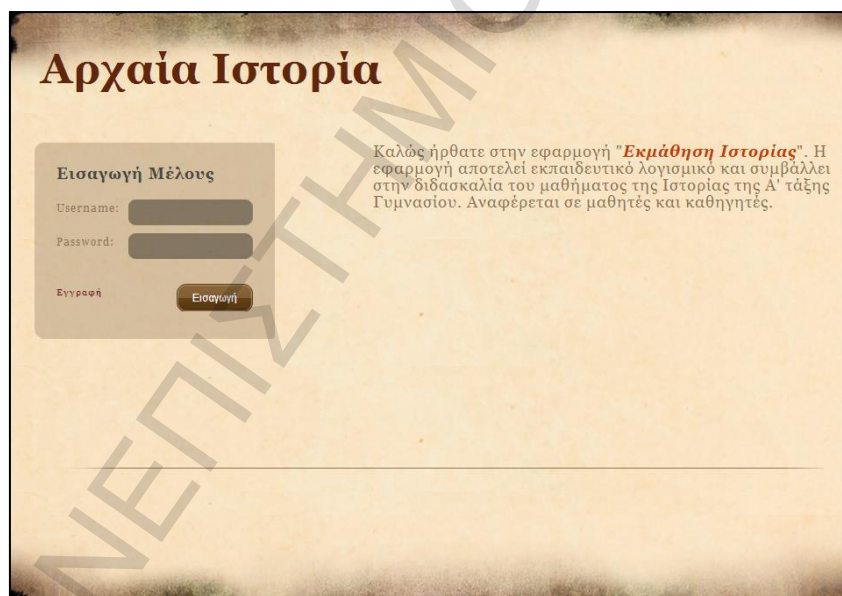 Αρχαία Ιστορία
Εισαγωγή Μέλους
Username:
Password:
Εγγραφή
Εισαγωγή
Καλώς ήρθατε στην εφαρμογή "Εκμάθηση Ιστορίας". Η
εφαρμογή αποτελεί εκπαιδευτικό λογισμικό και συμβάλλει
στην διδασκαλία του μαθήματος της Ιστορίας της Α' τάξης
Γυμνασίου. Αναφέρεται σε μαθητές και καθηγητές.
ΝΕΠΙΣΤΗΜΙΟ